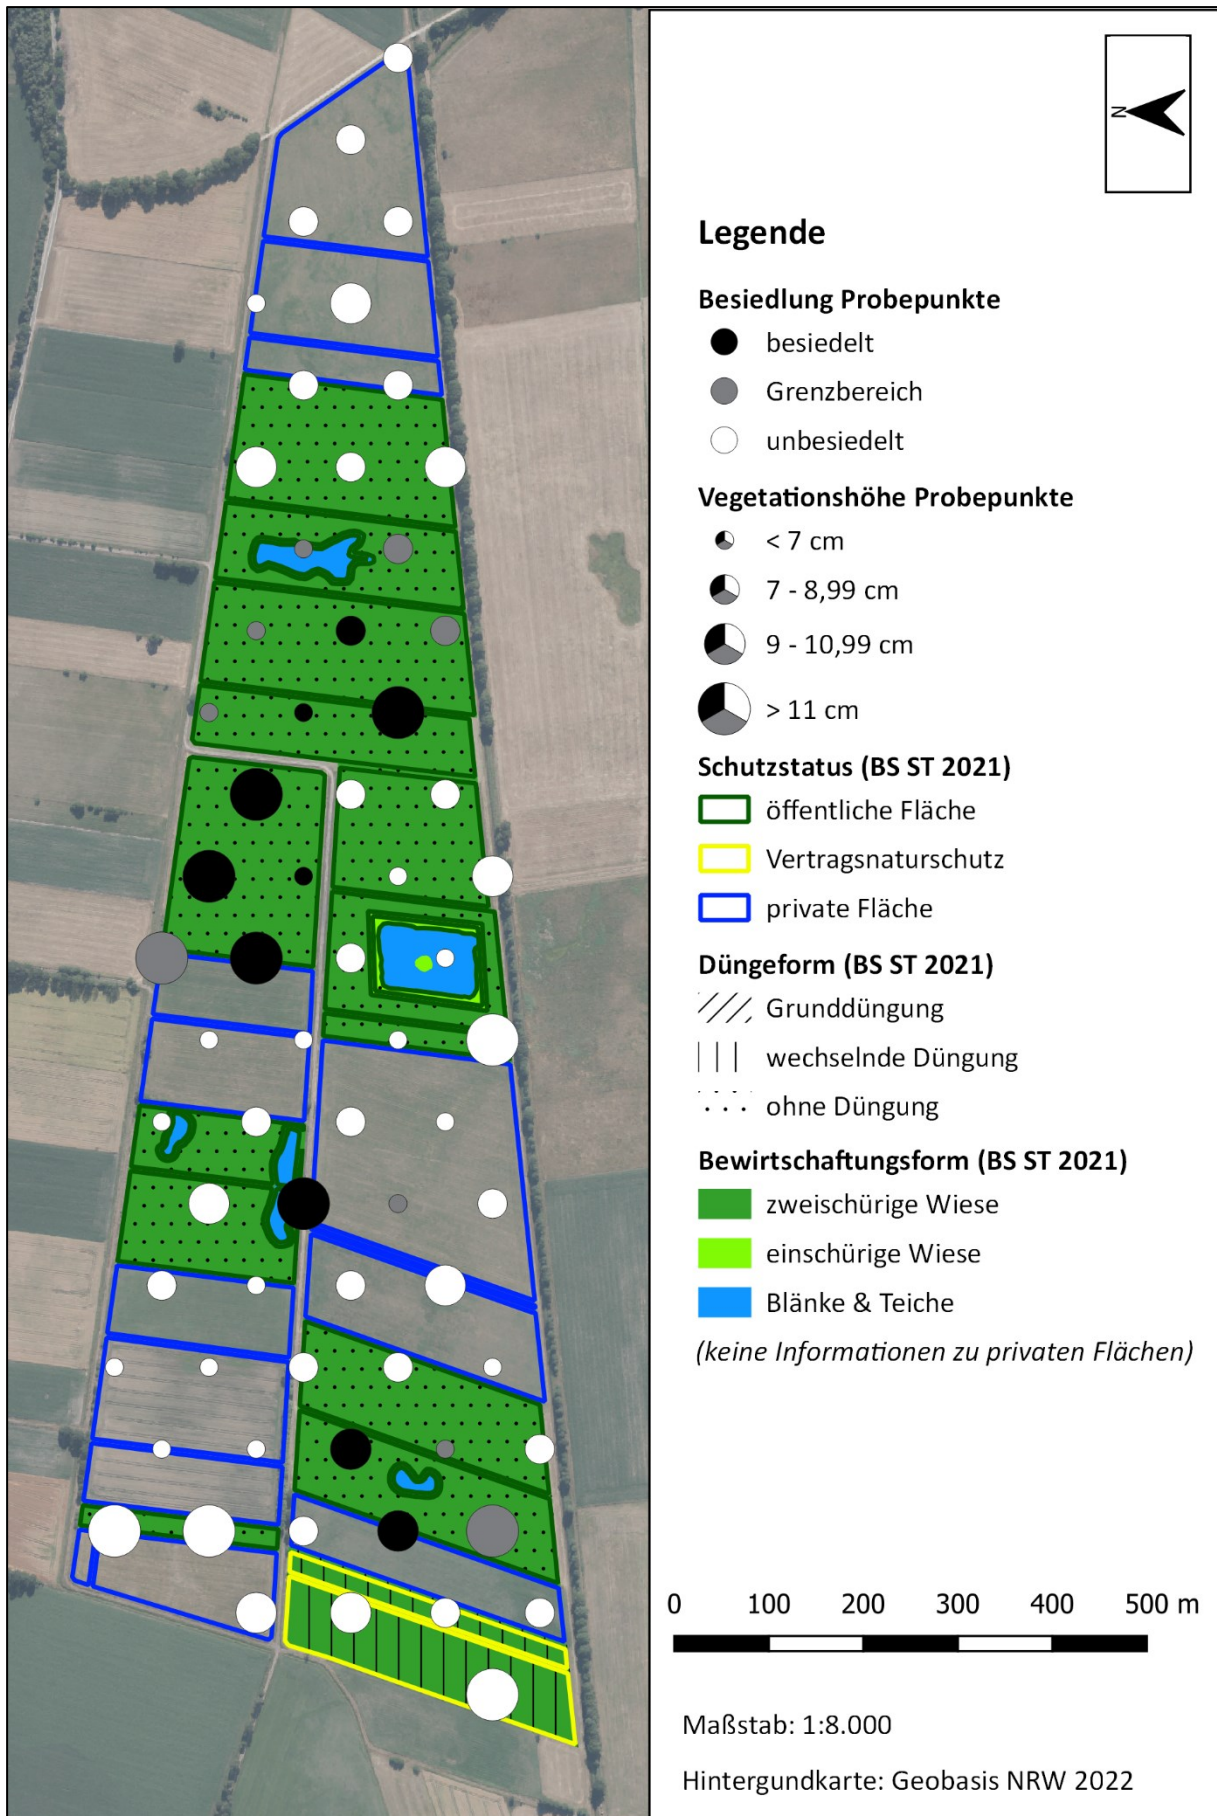 N
Legende
Besiedlung Probepunkte
besiedelt
Grenzbereich
unbesiedelt
Vegetationshöhe Probepunkte
< 7 cm
7 - 8,99 cm
9 - 10,99 cm
> 11 cm
Schutzstatus (BS ST 2021)
öffentliche Fläche
Vertragsnaturschutz
private Fläche
Düngeform (BS ST 2021)
Grunddüngung
wechselnde Düngung
ohne Düngung
Bewirtschaftungsform (BS ST 2021)
zweischürige Wiese
einschürige Wiese
Blänke & Teiche
(keine Informationen zu privaten Flächen)
0 100 200 300 400 500 m
Maßstab: 1:8.000
Hintergundkarte: Geobasis NRW 2022